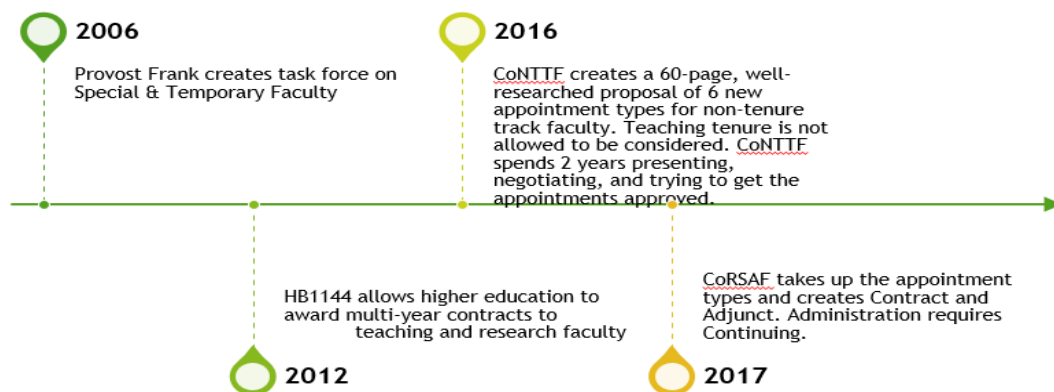 2006
Provost Frank creates task force on
Special & Temporary Faculty
2016
CoNTTF creates a 60-page, well-
researched proposal of 6 new
appointment types for non-tenure
track faculty. Teaching tenure is not
allowed to be considered. CoNTTF
spends 2 years presenting,
negotiating, and trying to get the
appointments approved.
HB1144 allows higher education to
award multi-year contracts to
teaching and research faculty
2012
CoRSAF takes up the appointment
types and creates Contract and
Adjunct. Administration requires
Continuing.
2017